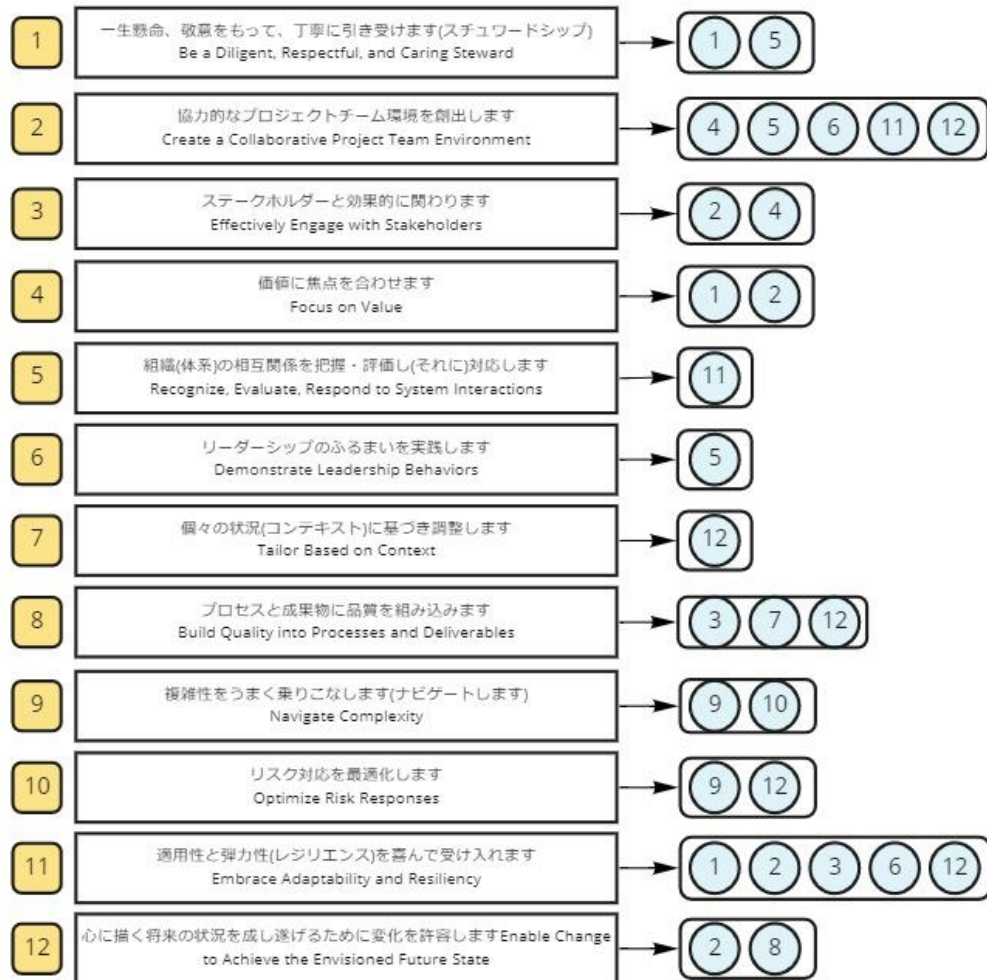 1
一生懸命、敬意をもって、丁寧に引き受けます(スチュワードシップ)
Be a Diligent, Respectful, and Caring Steward
1 5
2
協力的なプロジェクトチーム環境を創出します
Create a Collaborative Project Team Environment
4 5 6 11 12
3
ステークホルダーと効果的に関わります
Effectively Engage with Stakeholders
2 4
4
価値に焦点を合わせます
Focus on Value
1 2
5
組織(体系)の相互関係を把握・評価し(それに)対応します
Recognize, Evaluate, Respond to System Interactions
11
6
リーダーシップのふるまいを実践します
Demonstrate Leadership Behaviors
5
7
個々の状況(コンテキスト)に基づき調整します
Tailor Based on Context
12
8
プロセスと成果物に品質を組み込みます
Build Quality into Processes and Deliverables
3 7 12
9
複雑性をうまく乗りこなします(ナビゲートします)
Navigate Complexity
9 10
10
リスク対応を最適化します
Optimize Risk Responses
9 12
11
適用性と弾力性(レジリエンス)を喜んで受け入れます
Embrace Adaptability and Resiliency
1 2 3 6 12
12
心に描く将来の状況を成し遂げるために変化を許容しますEnable Change
to Achieve the Envisioned Future State
2 8